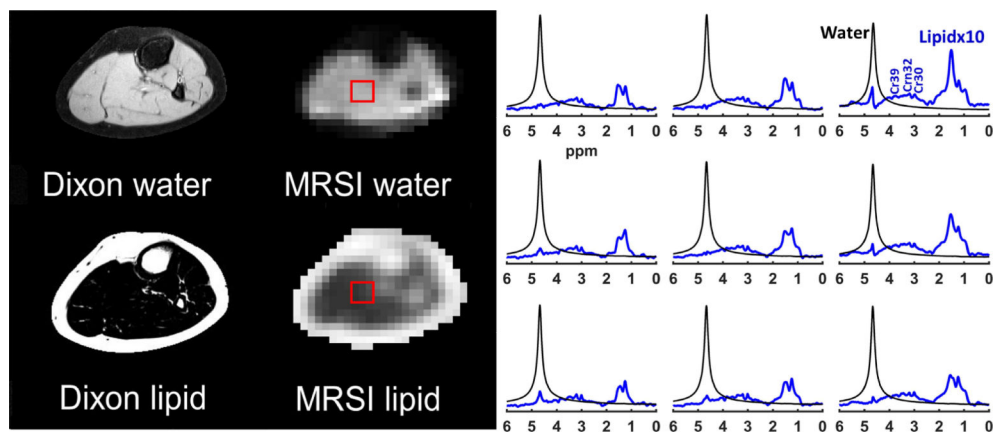 Dixon water
MRSI water
Dixon lipid
MRSI lipid
Water
Lipidx10
Cr39
Crn32
Cr30
6 5 4 3 2 1 0
6 5 4 3 2 1 0
6 5 4 3 2 1 0
ppm
6 5 4 3 2 1 0
6 5 4 3 2 1 0
6 5 4 3 2 1 0
6 5 4 3 2 1 0
6 5 4 3 2 1 0
6 5 4 3 2 1 0